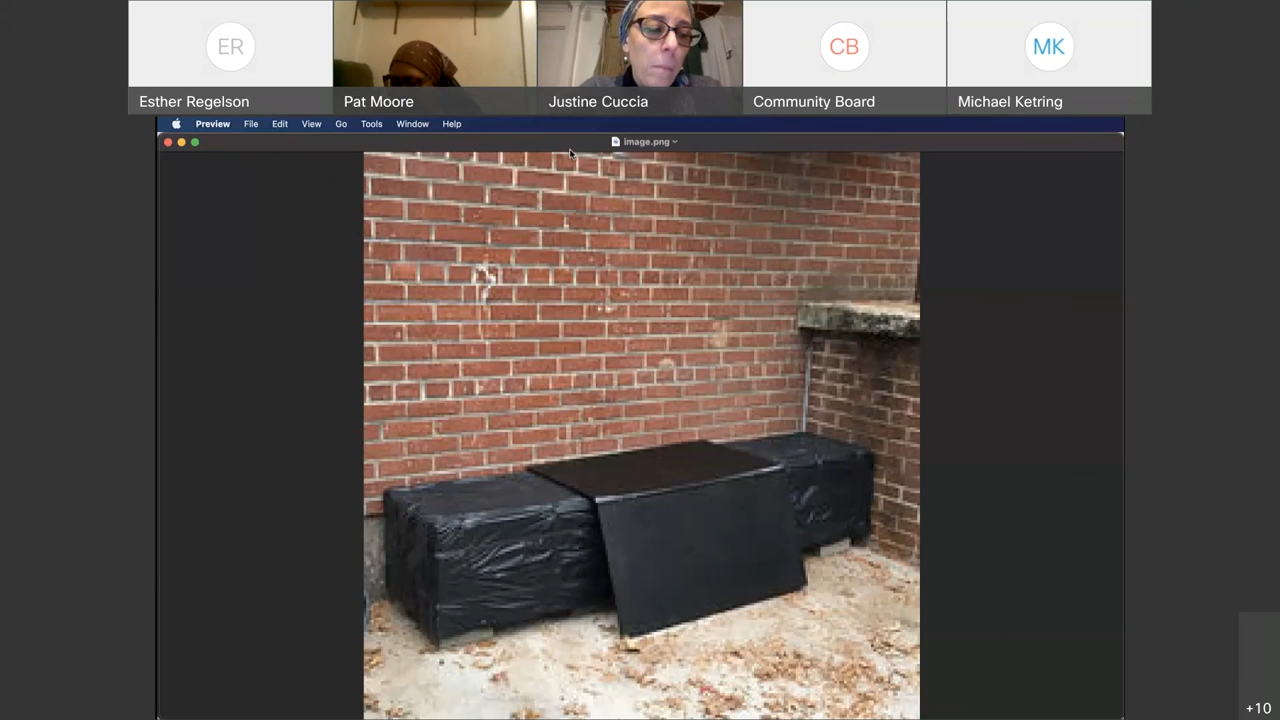 ER
Esther Regelson
Pat Moore
Justine Cuccia
CB
Community Board
MK
Michael Ketring
Preview File Edit View Go Tools Window Help
image.png
+10